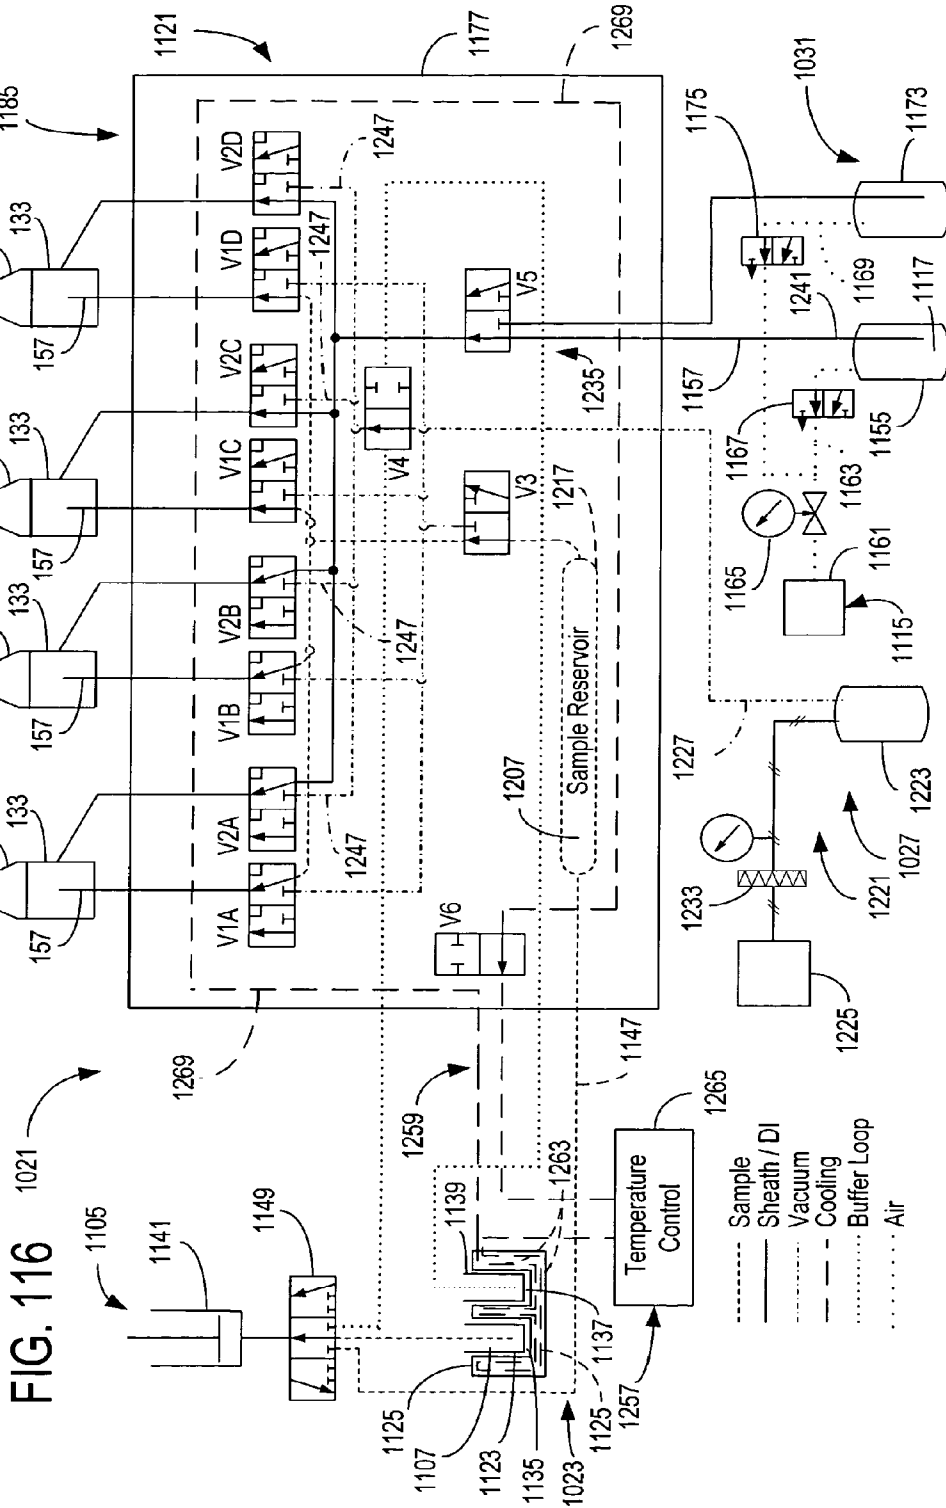 FIG. 116
1021
1105
1141
1149
1125
1107
1123
1135
1023
1125
1137
1257
1139
1263
1259
1269
Temperature
Control
1265
1147
Sample
Sheath / DI
Vacuum
Cooling
Buffer Loop
Air
1185
1121
1177
1269
133
133
133
133
157
157
157
157
V1A
V2A
V1B
V2B
V1C
V2C
V1D
V2D
1247
1247
1247
1247
1247
V3
V4
V5
V6
1207
Sample Reservoir
1217
1235
1225
1233
1221
1027
1223
1227
1115
1161
1165
1163
1167
1155
1157
1241
1117
1169
1175
1031
1173